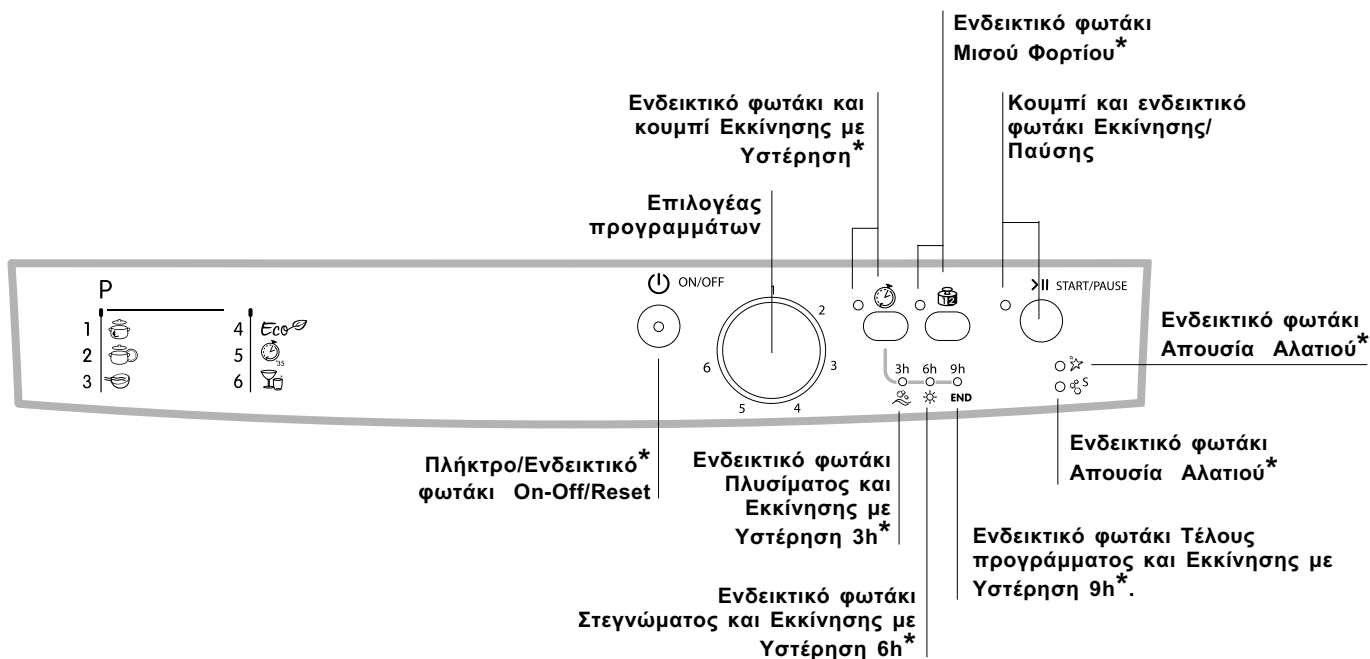 Ενδεικτικό φωτάκι
Μισού Φορτίου*
Ενδεικτικό φωτάκι και
κουμπί Εκκίνησης με
Υστέρηση*
Κουμπί και ενδεικτικό
φωτάκι Εκκίνησης/
Παύσης
Επιλογέας
προγραμμάτων
P
1
2
3
4 Eco
5 35
6
ON/OFF
1
2
3
4
5
6
1/2
START/PAUSE
3h 6h 9h
END
S
Ενδεικτικό φωτάκι
Απουσία Αλατιού*
Ενδεικτικό φωτάκι
Απουσία Αλατιού*
Πλήκτρο/Ενδεικτικό*
φωτάκι On-Off/Reset
Ενδεικτικό φωτάκι
Πλυσίματος και
Εκκίνησης με
Υστέρηση 3h*
Ενδεικτικό φωτάκι Τέλους
προγράμματος και Εκκίνησης με
Υστέρηση 9h*.
Ενδεικτικό φωτάκι
Στεγνώματος και Εκκίνησης με
Υστέρηση 6h*